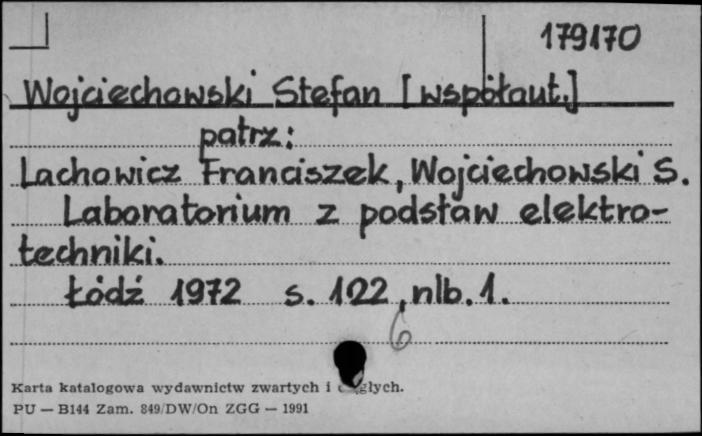 179170
Wojciechowski Stefan [współaut.]
patrz:
Lachowicz Franciszek, Wojciechowski S.
Laboratorium z podstaw elektro-
techniki.
Łódź 1972 s. 122, nlb. 1.
6
Karta katalogowa wydawnictw zwartych i
PU — B144 Zam. 849/DW/On ZGG — 1991